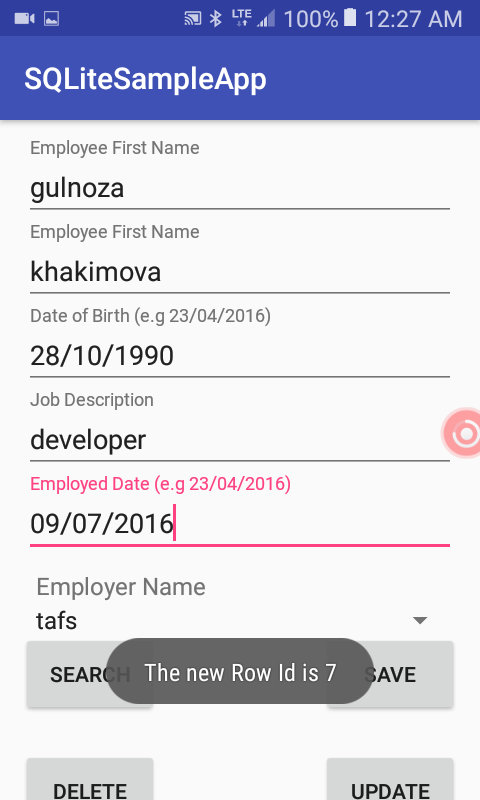 LTE 100% 12:27 AM
SQLiteSampleApp
Employee First Name
gulnoza
Employee First Name
khakimova
Date of Birth (e.g 23/04/2016)
28/10/1990
Job Description
developer
Employed Date (e.g 23/04/2016)
09/07/2016
Employer Name
tafs
SEARCH The new Row Id is 7 SAVE
DELETE UPDATE